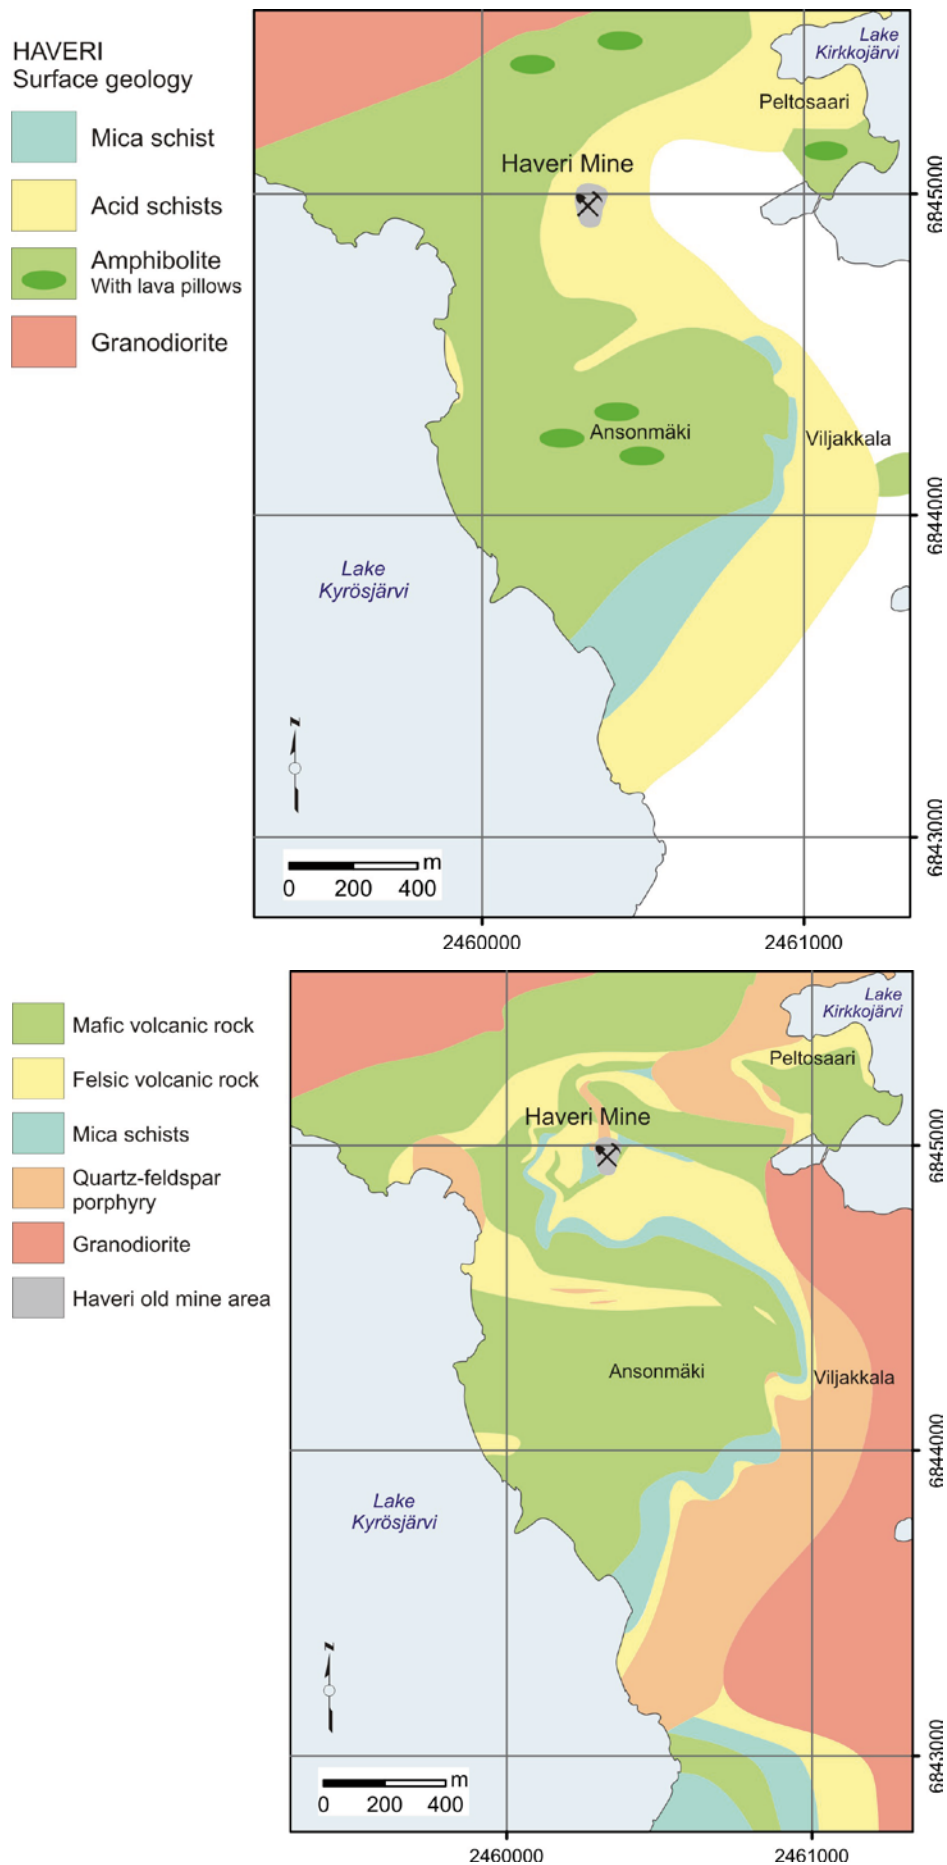 HAVERI
Surface geology
Mica schist
Acid schists
Amphibolite
With lava pillows
Granodiorite
Lake
Kirkkojärvi
Peltosaari
Haveri Mine
Ansonmäki
Viljakkala
Lake
Kyrösjärvi
z
m
0 200 400
6845000
6844000
6843000
2460000 2461000
Mafic volcanic rock
Felsic volcanic rock
Mica schists
Quartz-feldspar
porphyry
Granodiorite
Haveri old mine area
Lake
Kirkkojärvi
Peltosaari
Haveri Mine
Ansonmäki
Viljakkala
Lake
Kyrösjärvi
z
m
0 200 400
6845000
6844000
6843000
2460000 2461000